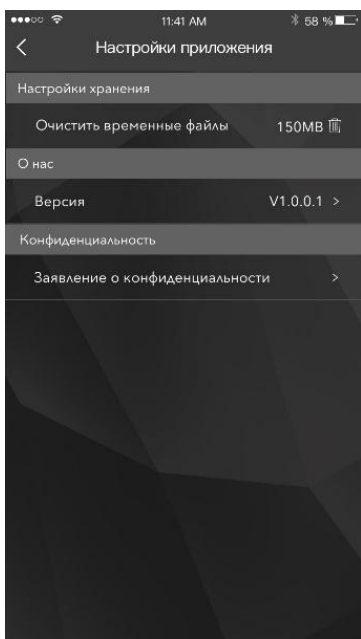 11:41 AM 58 %
Настройки приложения
Настройки хранения
Очистить временные файлы 150MB
О нас
Версия V1.0.0.1 >
Конфиденциальность
Заявление о конфиденциальности >